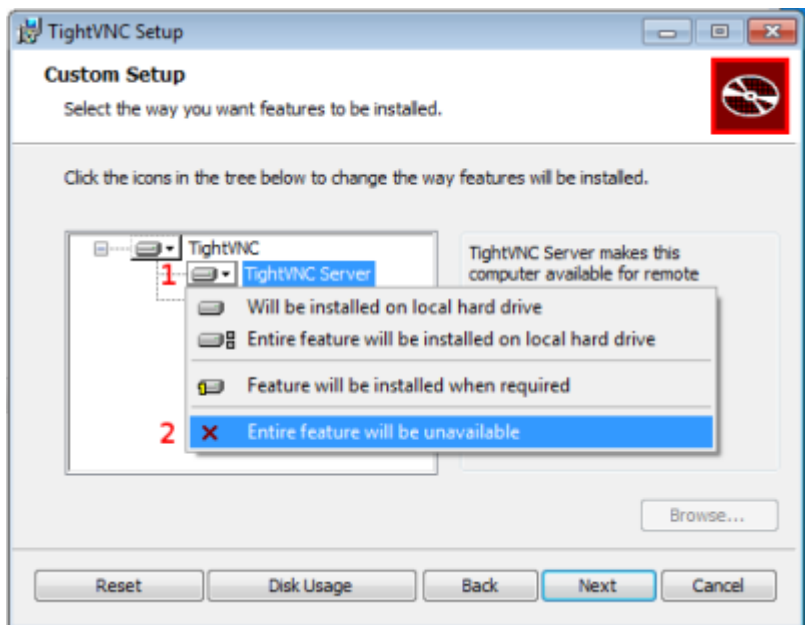 TightVNC Setup
Custom Setup
Select the way you want features to be installed.
Click the icons in the tree below to change the way features will be installed.
TightVNC
1 TightVNC Server
TightVNC Server makes this
computer available for remote
Will be installed on local hard drive
Entire feature will be installed on local hard drive
Feature will be installed when required
2 Entire feature will be unavailable
Browse...
Reset Disk Usage Back Next Cancel